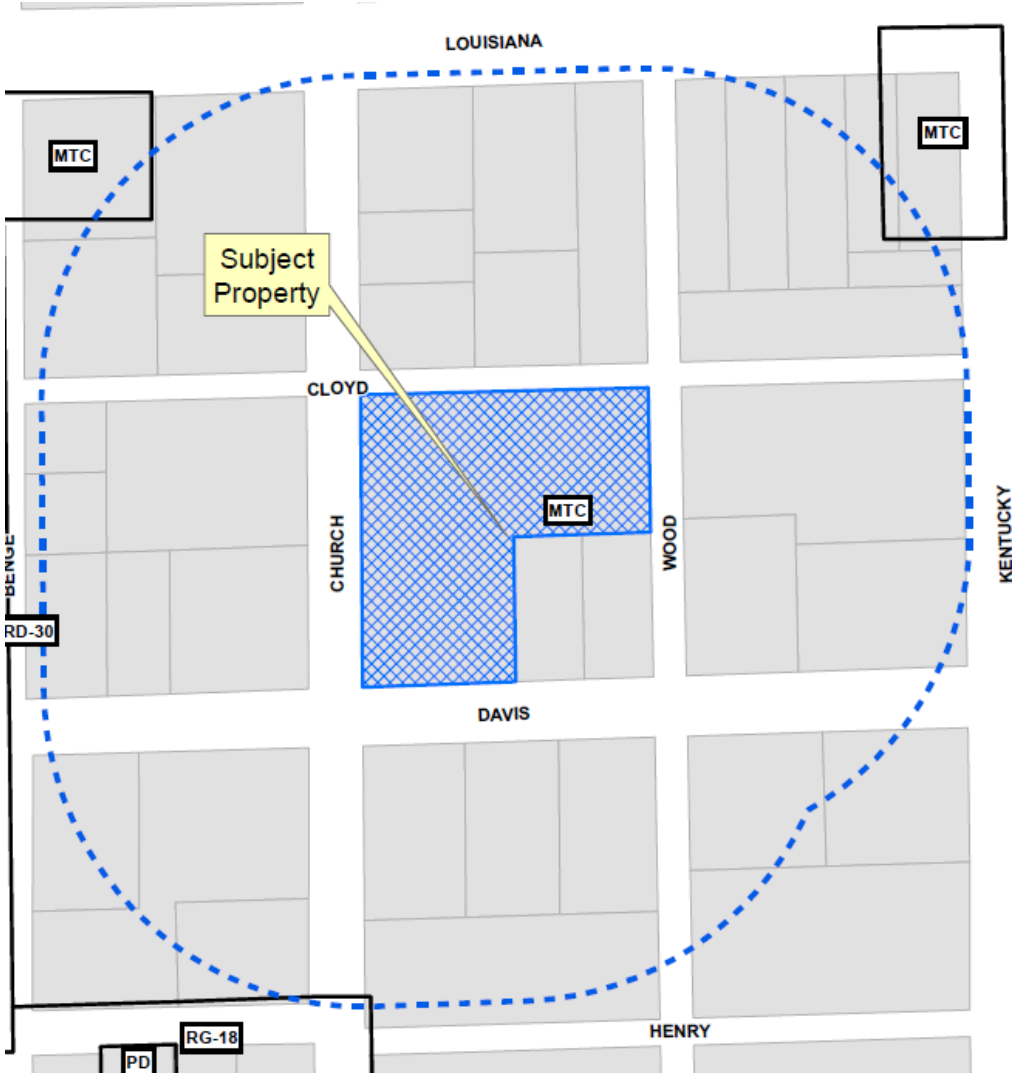 LOUISIANA
MTC
MTC
Subject
Property
CLOYD
MTC
CHURCH
WOOD
KENTUCKY
BENGE
RD-30
DAVIS
HENRY
RG-18
PD